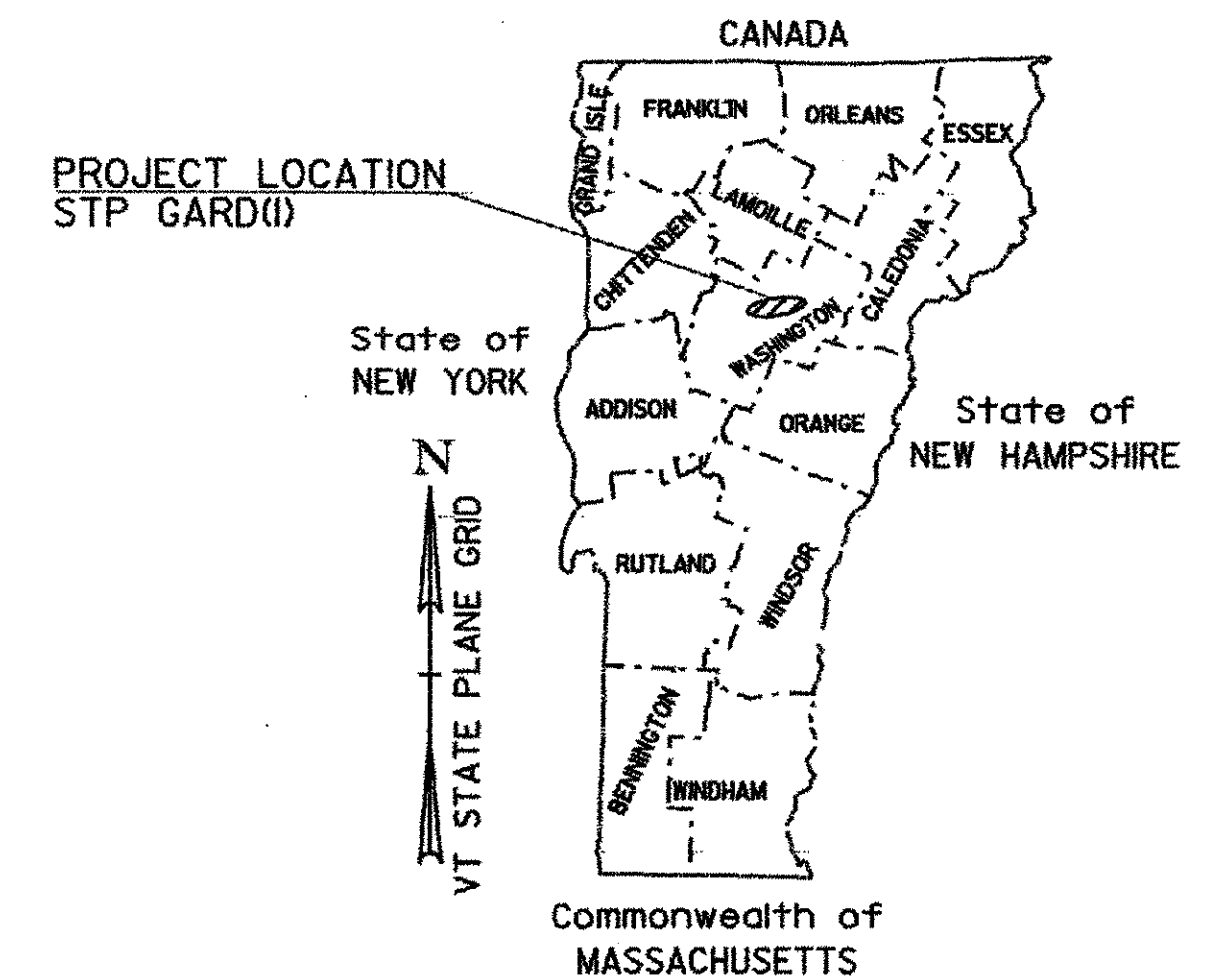 CANADA
GRAND ISLE
FRANKLIN
ORLEANS
ESSEX
PROJECT LOCATION
STP GARD(1)
LAMOILLE
CHITTENDEN
CALEDONIA
WASHINGTON
State of
NEW YORK
ADDISON
ORANGE
State of
NEW HAMPSHIRE
N
VT STATE PLANE GRID
RUTLAND
WINDSOR
BENNINGTON
WINDHAM
Commonwealth of
MASSACHUSETTS